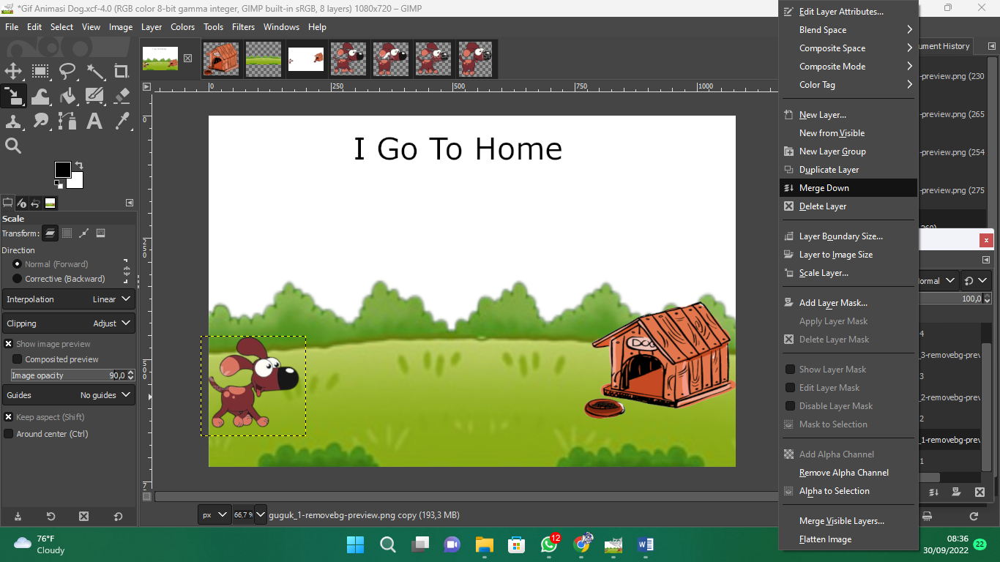 *Gif Animasi Dog.xcf-4.0 (RGB color 8-bit gamma integer, GIMP built-in sRGB, 8 layers) 1080x720 – GIMP
File Edit Select View Image Layer Colors Tools Filters Windows Help
0 250 500 750 1000
0
250
500
I Go To Home
DOG
Scale
Transform:
Direction
Normal (Forward)
Corrective (Backward)
Interpolation Linear
Clipping Adjust
Show image preview
Composited preview
Image opacity 90,0
Guides No guides
Keep aspect (Shift)
Around center (Ctrl)
px 66,7 % guguk_1-removebg-preview.png copy (193,3 MB)
Edit Layer Attributes...
Blend Space
Composite Space
Composite Mode
Color Tag
New Layer...
New from Visible
New Layer Group
Duplicate Layer
Merge Down
Delete Layer
Layer Boundary Size...
Layer to Image Size
Scale Layer...
Add Layer Mask...
Apply Layer Mask
Delete Layer Mask
Show Layer Mask
Edit Layer Mask
Disable Layer Mask
Mask to Selection
Add Alpha Channel
Remove Alpha Channel
Alpha to Selection
Merge Visible Layers...
Flatten Image
ument History
-preview.png (230
-preview.png (265
-preview.png (254
-preview.png (275
ormal
100,0
4
_3-removebg-prev
3
_2-removebg-prev
2
_1-removebg-prev
1
76°F
Cloudy
12
08:36
30/09/2022
22